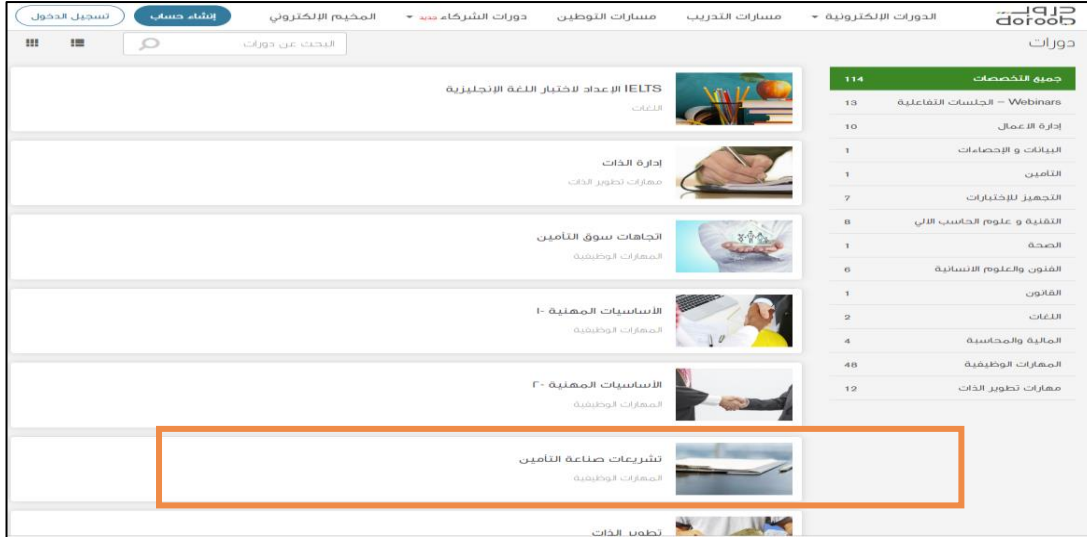 دروب
doroob
الدورات الإلكترونية
مسارات التدريب
مسارات التوطين
دورات الشركاء جديد
المخيم الإلكتروني
إنشاء حساب
تسجيل الدخول
دورات
البحث عن دورات
جميع التخصصات 114
Webinars – الجلسات التفاعلية 13
إدارة الاعمال 10
البيانات و الإحصاءات 1
التأمين 1
التجهيز للإختبارات 7
التقنية و علوم الحاسب الالي 8
الصحة 1
الفنون والعلوم الانسانية 6
القانون 1
اللغات 2
المالية والمحاسبة 4
المهارات الوظيفية 48
مهارات تطوير الذات 12
IELTS الإعداد لاختبار اللغة الإنجليزية
اللغات
إدارة الذات
مهارات تطوير الذات
اتجاهات سوق التأمين
المهارات الوظيفية
الأساسيات المهنية -١
المهارات الوظيفية
الأساسيات المهنية -٢
المهارات الوظيفية
تشريعات صناعة التأمين
المهارات الوظيفية
تطوير الذات